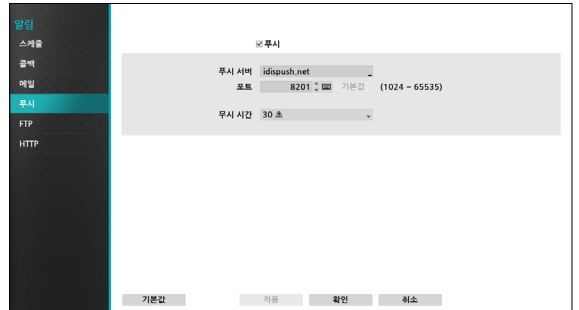 알림
스케줄
콜백
메일
푸시
FTP
HTTP
푸시
푸시 서버 idispush.net
포트 8201 기본값 (1024 ~ 65535)
무시 시간 30 초
기본값 적용 확인 취소